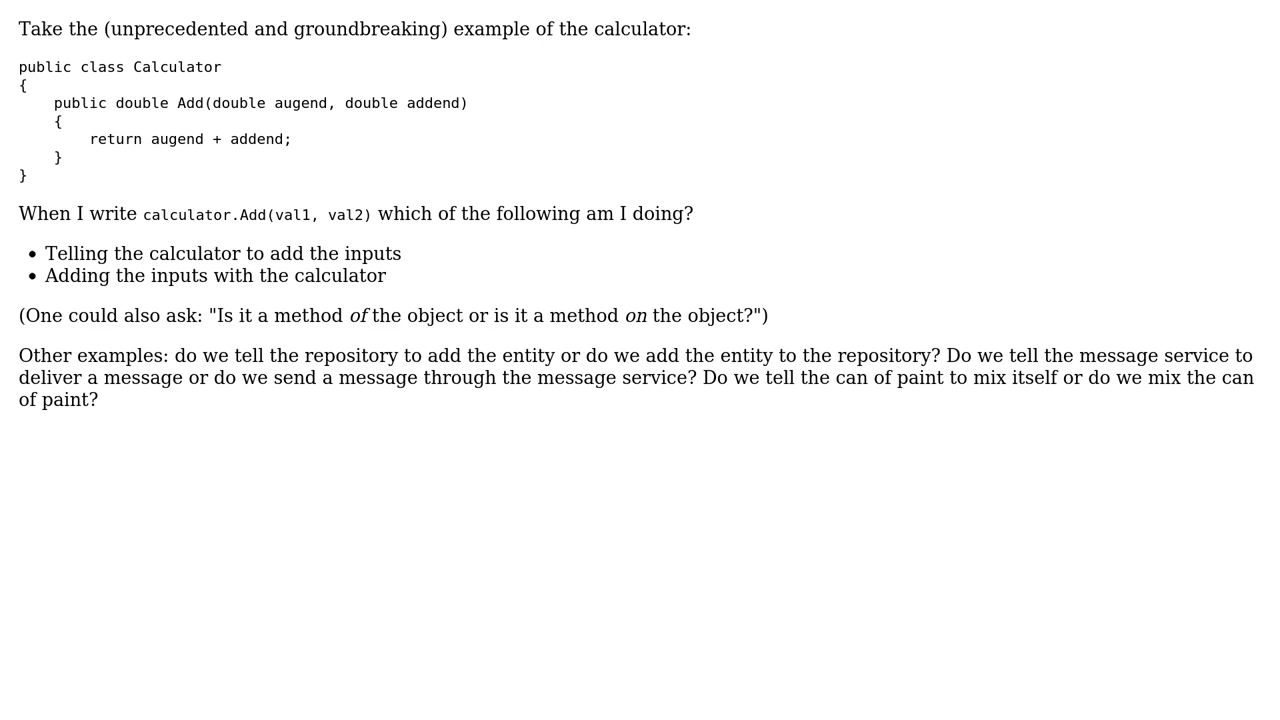 Take the (unprecedented and groundbreaking) example of the calculator:
public class Calculator
{
    public double Add(double augend, double addend)
    {
        return augend + addend;
    }
}
When I write calculator.Add(val1, val2) which of the following am I doing?
• Telling the calculator to add the inputs
• Adding the inputs with the calculator
(One could also ask: "Is it a method of the object or is it a method on the object?")
Other examples: do we tell the repository to add the entity or do we add the entity to the repository? Do we tell the message service to
deliver a message or do we send a message through the message service? Do we tell the can of paint to mix itself or do we mix the can
of paint?